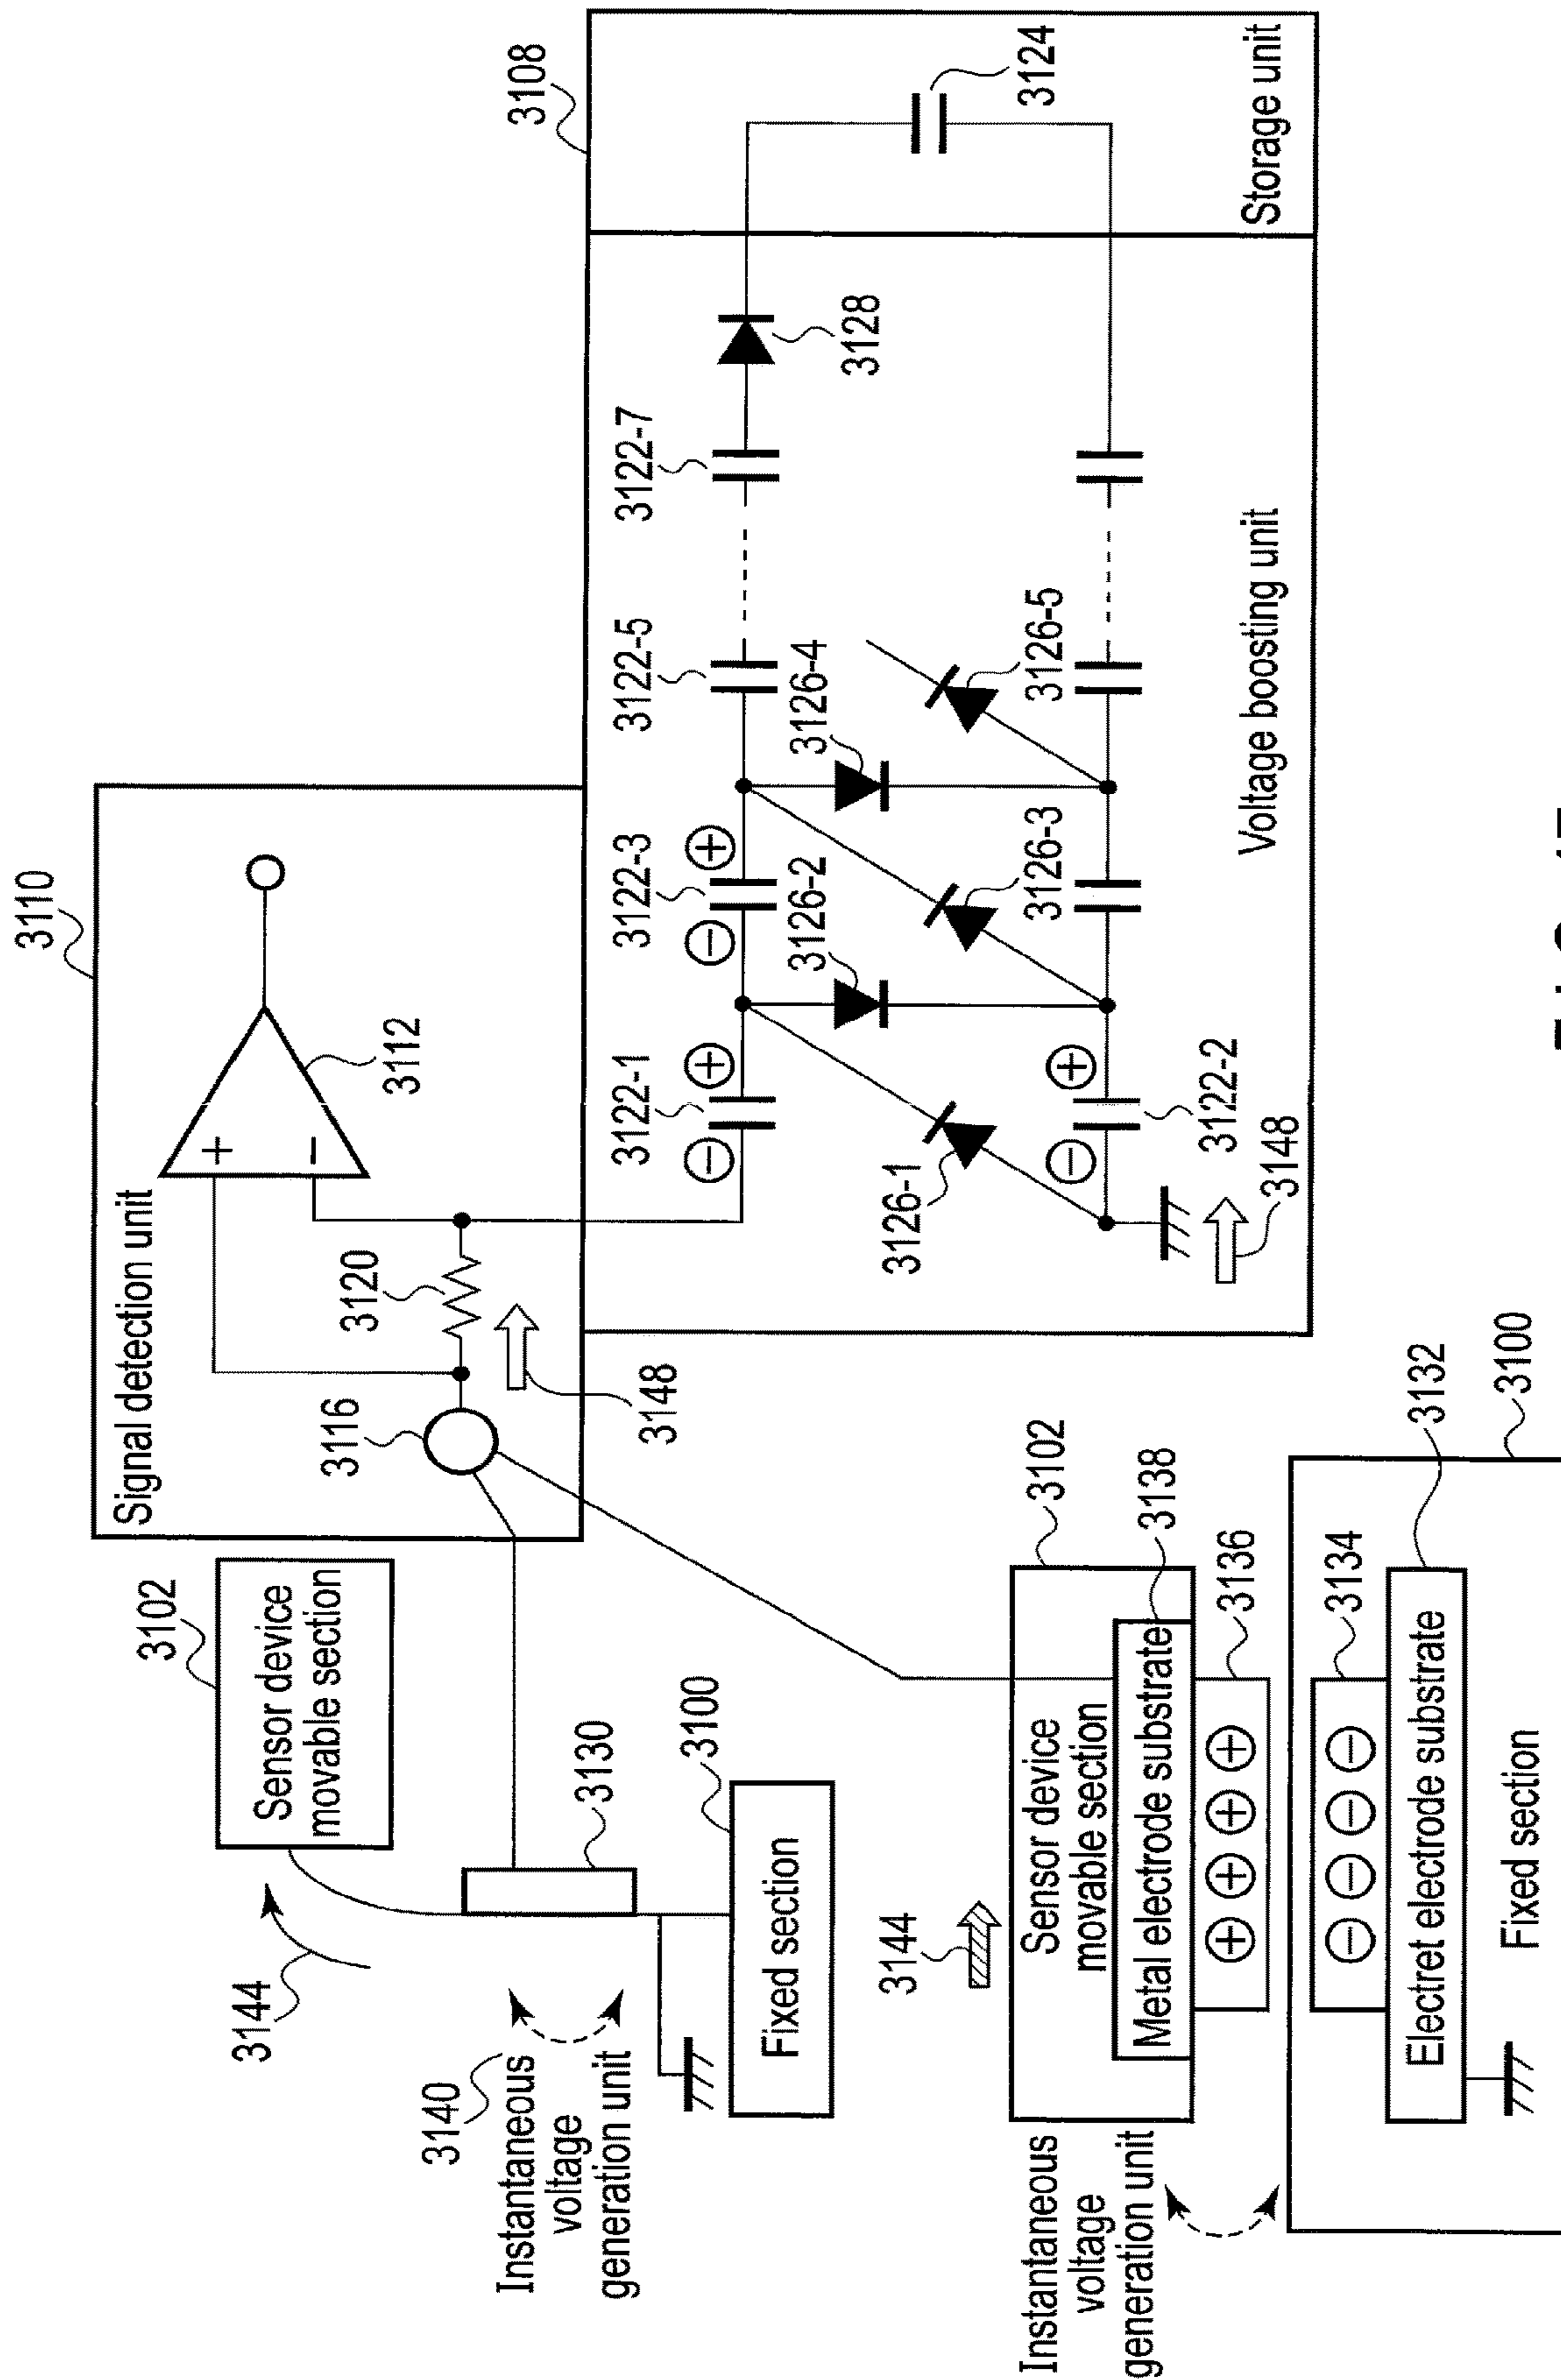 3110
Signal detection unit
3112
+
−
3120
3116
3148
3102
Sensor device
movable section
3144
3140
Instantaneous
voltage
generation unit
3130
3100
Fixed section
3108
3122-1
3122-3
3122-5
3122-7
⊖
⊕
⊖
⊕
3126-2
3126-4
3128
3124
3126-1
3126-3
3126-5
⊖
⊕
3122-2
3148
Voltage boosting unit
Storage unit
Instantaneous
voltage
generation unit
3144
3102
Sensor device
movable section
3138
Metal electrode substrate
⊕ ⊕ ⊕ ⊕
3136
⊖ ⊖ ⊖ ⊖
3134
Electret electrode substrate
3132
Fixed section
3100